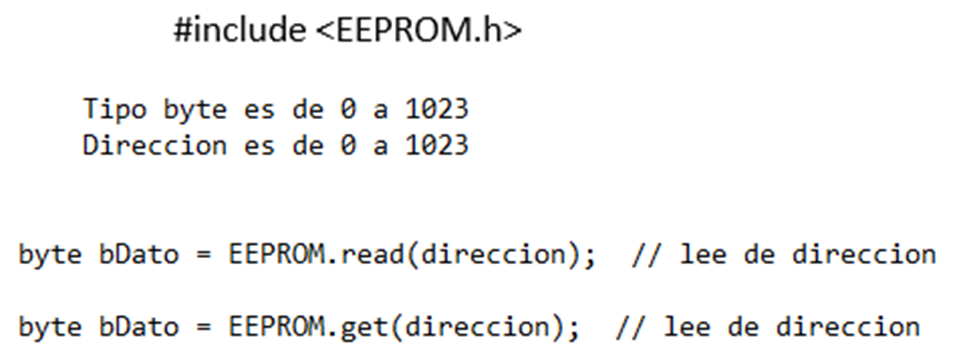 #include <EEPROM.h>
Tipo byte es de 0 a 1023
Direccion es de 0 a 1023
byte bDato = EEPROM.read(direccion);  // lee de direccion
byte bDato = EEPROM.get(direccion);  // lee de direccion